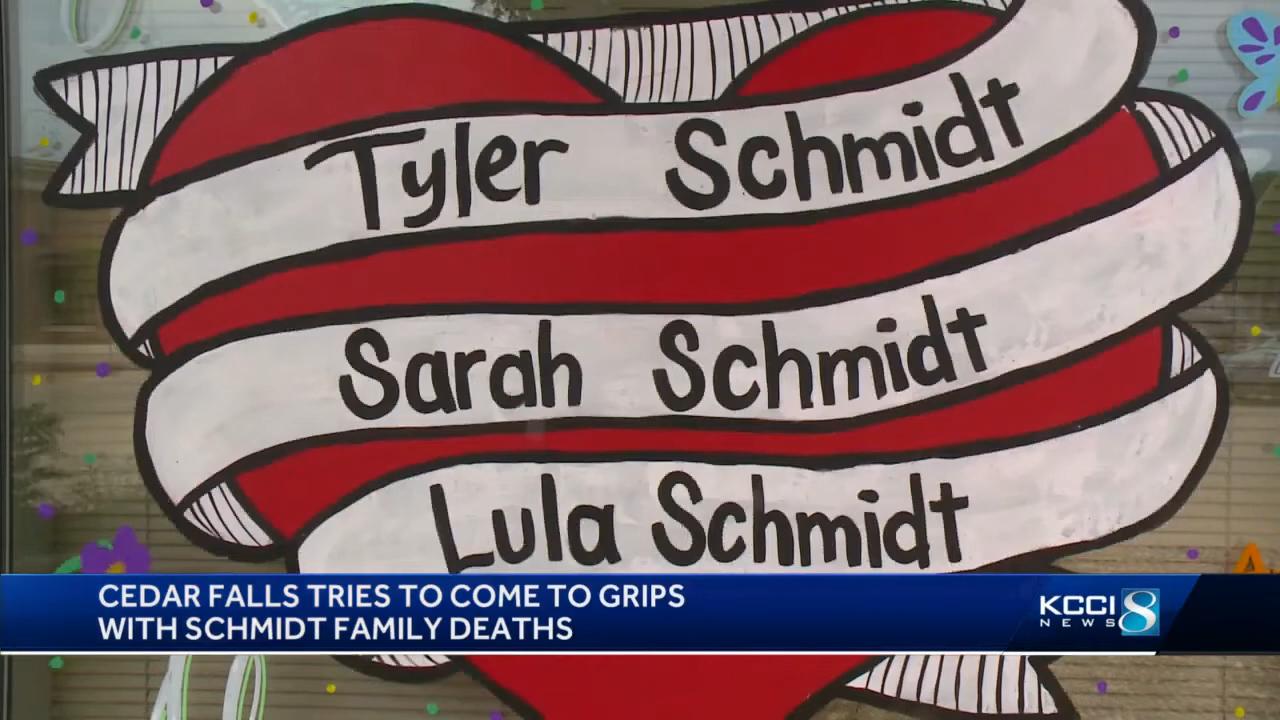 Tyler Schmidt
Sarah Schmidt
Lula Schmidt
CEDAR FALLS TRIES TO COME TO GRIPS
WITH SCHMIDT FAMILY DEATHS
KCCI 8
NEWS